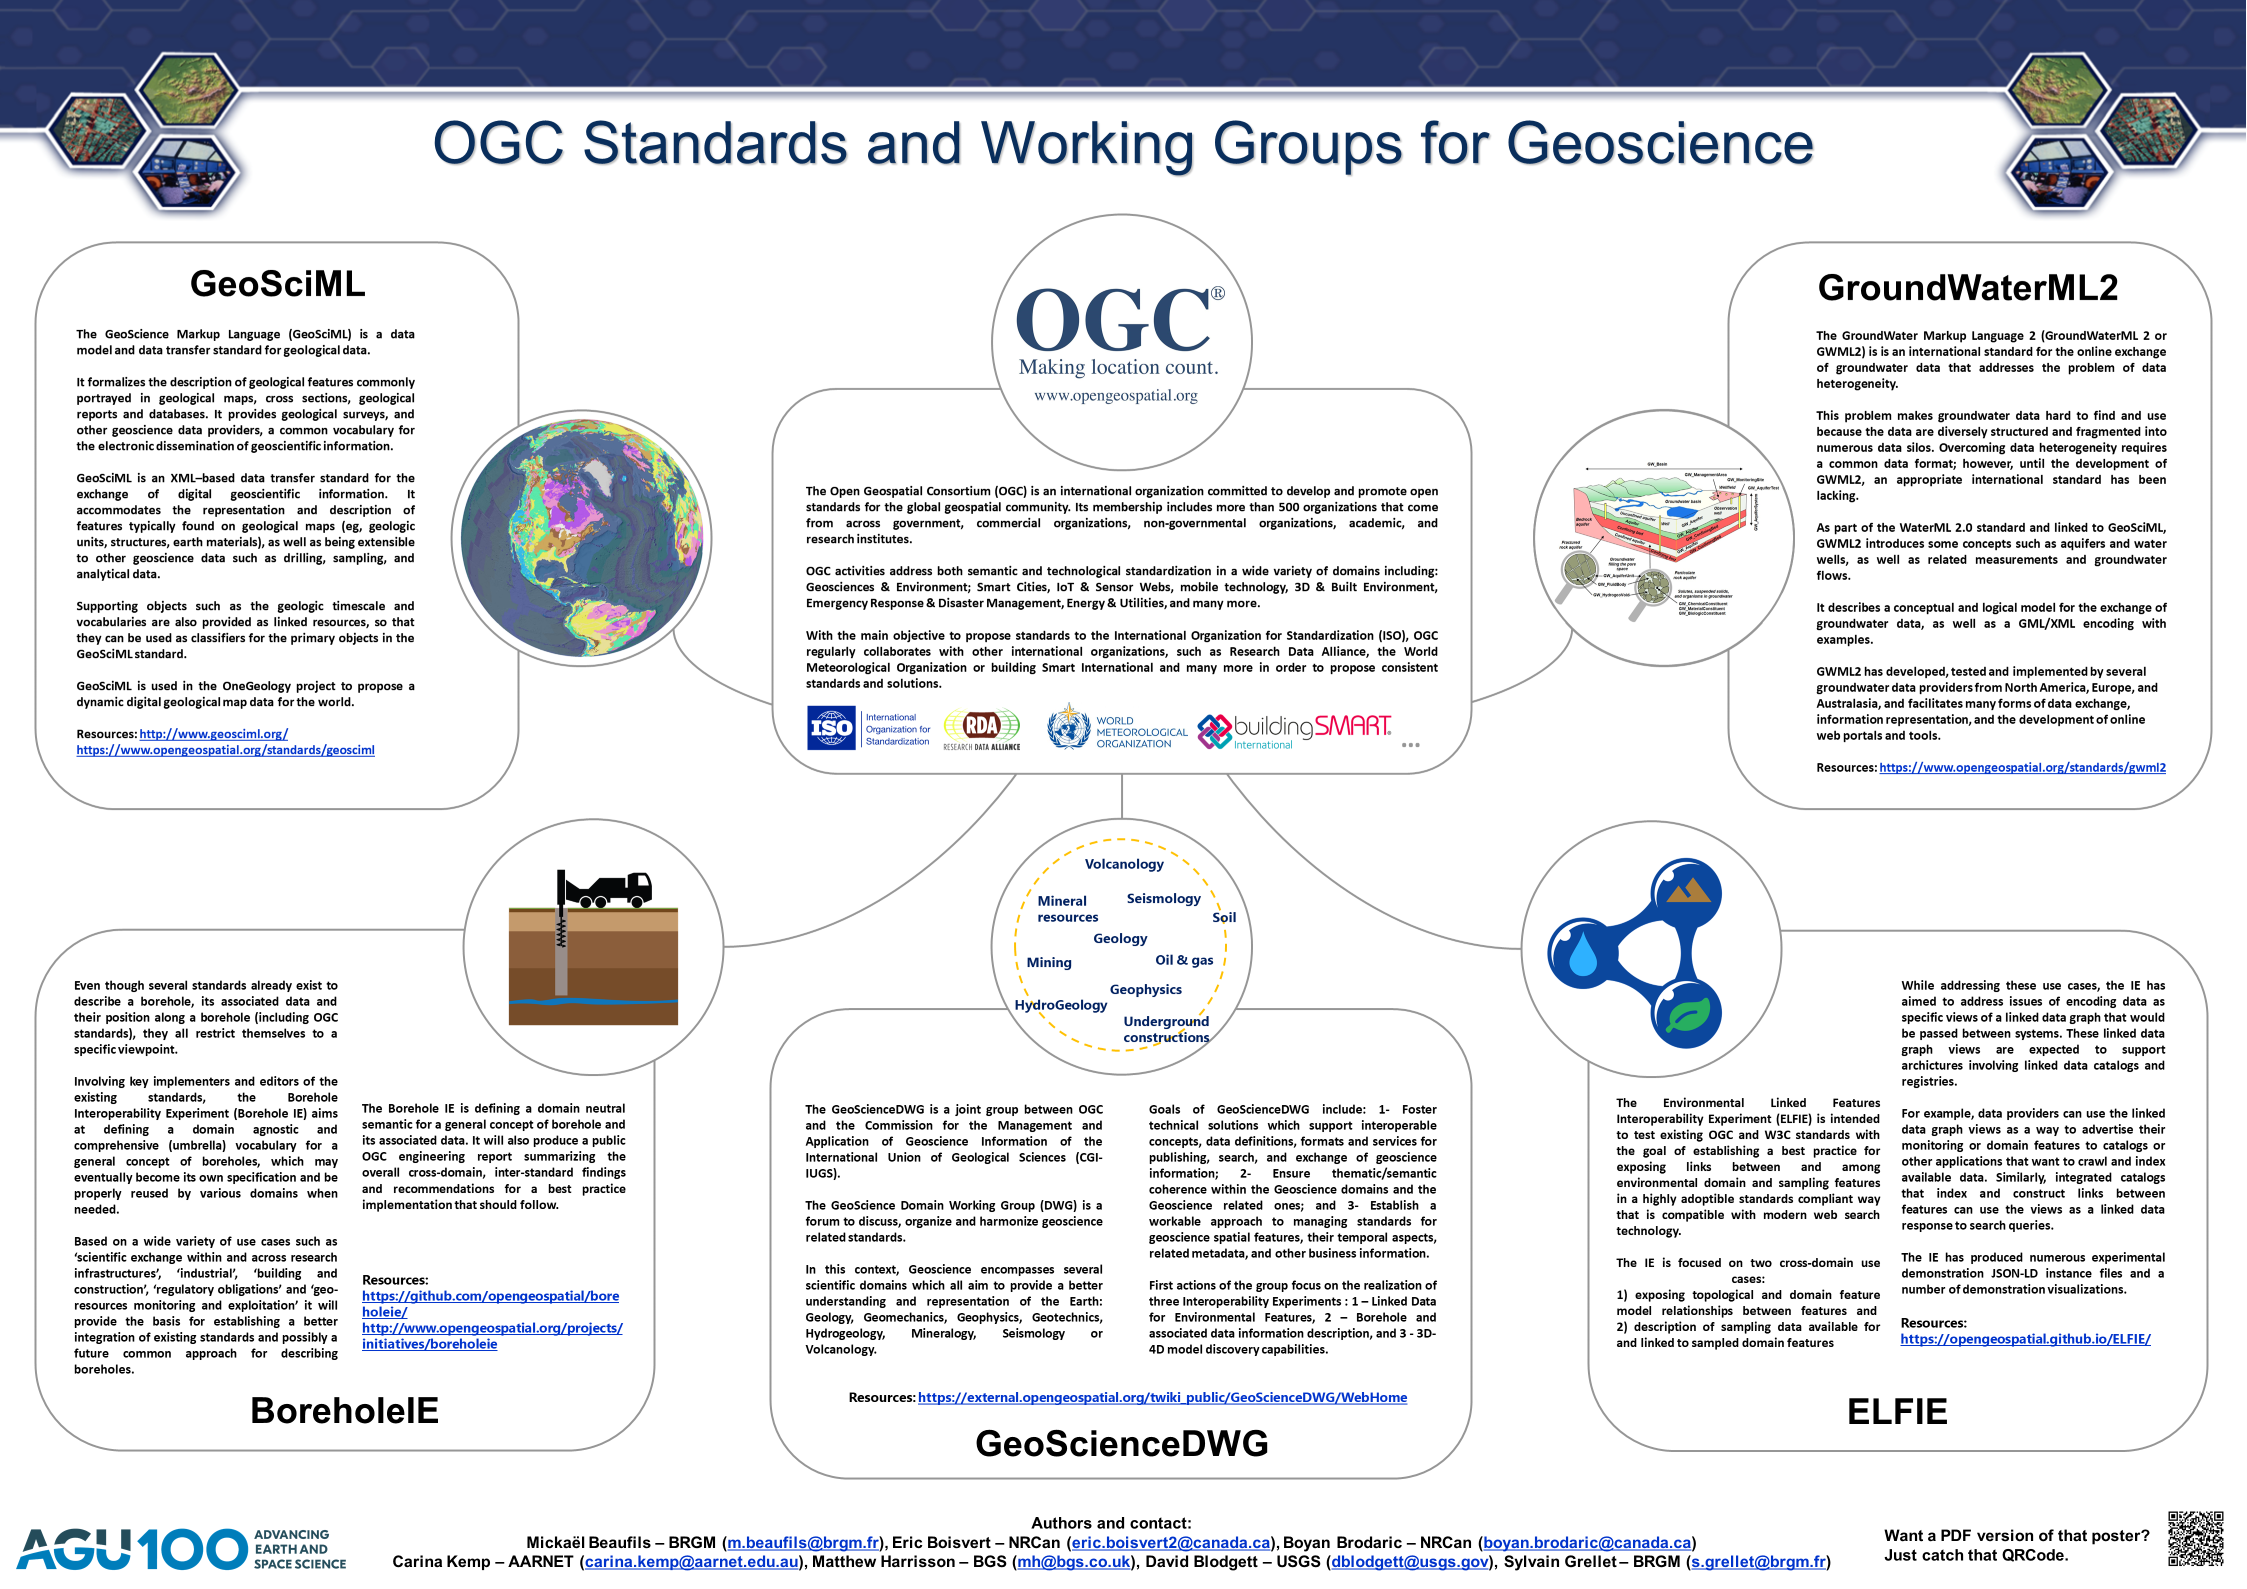 OGC Standards and Working Groups for Geoscience
GeoSciML
The GeoScience Markup Language (GeoSciML) is a data
model and data transfer standard for geological data.
It formalizes the description of geological features commonly
portrayed in geological maps, cross sections, geological
reports and databases. It provides geological surveys, and
other geoscience data providers, a common vocabulary for
the electronic dissemination of geoscientific information.
GeoSciML is an XML–based data transfer standard for the
exchange of digital geoscientific information. It
accommodates the representation and description of
features typically found on geological maps (eg, geologic
units, structures, earth materials), as well as being extensible
to other geoscience data such as drilling, sampling, and
analytical data.
Supporting objects such as the geologic timescale and
vocabularies are also provided as linked resources, so that
they can be used as classifiers for the primary objects in the
GeoSciML standard.
GeoSciML is used in the OneGeology project to propose a
dynamic digital geological map data for the world.
Resources: http://www.geosciml.org/
https://www.opengeospatial.org/standards/geosciml
OGC®
Making location count.
www.opengeospatial.org
The Open Geospatial Consortium (OGC) is an international organization committed to develop and promote open
standards for the global geospatial community. Its membership includes more than 500 organizations that come
from across government, commercial organizations, non-governmental organizations, academic, and
research institutes.
OGC activities address both semantic and technological standardization in a wide variety of domains including:
Geosciences & Environment; Smart Cities, IoT & Sensor Webs, mobile technology, 3D & Built Environment,
Emergency Response & Disaster Management, Energy & Utilities, and many more.
With the main objective to propose standards to the International Organization for Standardization (ISO), OGC
regularly collaborates with other international organizations, such as Research Data Alliance, the World
Meteorological Organization or building Smart International and many more in order to propose consistent
standards and solutions.
ISO
International
Organization for
Standardization
RDA
RESEARCH DATA ALLIANCE
WORLD
METEOROLOGICAL
ORGANIZATION
buildingSMART®
International
...
GroundWaterML2
The GroundWater Markup Language 2 (GroundWaterML 2 or
GWML2) is is an international standard for the online exchange
of groundwater data that addresses the problem of data
heterogeneity.
This problem makes groundwater data hard to find and use
because the data are diversely structured and fragmented into
numerous data silos. Overcoming data heterogeneity requires
a common data format; however, until the development of
GWML2, an appropriate international standard has been
lacking.
As part of the WaterML 2.0 standard and linked to GeoSciML,
GWML2 introduces some concepts such as aquifers and water
wells, as well as related measurements and groundwater
flows.
It describes a conceptual and logical model for the exchange of
groundwater data, as well as a GML/XML encoding with
examples.
GWML2 has developed, tested and implemented by several
groundwater data providers from North America, Europe, and
Australasia, and facilitates many forms of data exchange,
information representation, and the development of online
web portals and tools.
Resources: https://www.opengeospatial.org/standards/gwml2
GW_Basin
GW_ManagementArea
GW_MonitoringSite
Wellfield
GW_AquiferTest
Groundwater basin
Observation
well
Unconfined aquifer
Bedrock
aquifer
Aquifer
Well
GW_Aquifer
Confining bed
Confined aquifer
Fractured
rock aquifer
Groundwater
filling the pore
space
GW_AquiferUnit
GW_FluidBody
GW_HydrogeoVoid
Particulate
rock aquifer
Solutes, suspended solids,
and organisms in groundwater
GW_ChemicalConstituent
GW_MaterialConstituent
GW_BiologicConstituent
Even though several standards already exist to
describe a borehole, its associated data and
their position along a borehole (including OGC
standards), they all restrict themselves to a
specific viewpoint.
Involving key implementers and editors of the
existing standards, the Borehole
Interoperability Experiment (Borehole IE) aims
at defining a domain agnostic and
comprehensive (umbrella) vocabulary for a
general concept of boreholes, which may
eventually become its own specification and be
properly reused by various domains when
needed.
Based on a wide variety of use cases such as
‘scientific exchange within and across research
infrastructures’, ‘industrial’, ‘building and
construction’, ‘regulatory obligations’ and ‘geo-
resources monitoring and exploitation’ it will
provide the basis for establishing a better
integration of existing standards and possibly a
future common approach for describing
boreholes.
The Borehole IE is defining a domain neutral
semantic for a general concept of borehole and
its associated data. It will also produce a public
OGC engineering report summarizing the
overall cross-domain, inter-standard findings
and recommendations for a best practice
implementation that should follow.
Resources:
https://github.com/opengeospatial/bore
holeie/
http://www.opengeospatial.org/projects/
initiatives/boreholeie
BoreholeIE
Volcanology
Mineral
resources
Seismology
Soil
Geology
Mining
Oil & gas
Geophysics
HydroGeology
Underground
constructions
The GeoScienceDWG is a joint group between OGC
and the Commission for the Management and
Application of Geoscience Information of the
International Union of Geological Sciences (CGI-
IUGS).
The GeoScience Domain Working Group (DWG) is a
forum to discuss, organize and harmonize geoscience
related standards.
In this context, Geoscience encompasses several
scientific domains which all aim to provide a better
understanding and representation of the Earth:
Geology, Geomechanics, Geophysics, Geotechnics,
Hydrogeology, Mineralogy, Seismology or
Volcanology.
Goals of GeoScienceDWG include: 1- Foster
technical solutions which support interoperable
concepts, data definitions, formats and services for
publishing, search, and exchange of geoscience
information; 2- Ensure thematic/semantic
coherence within the Geoscience domains and the
Geoscience related ones; and 3- Establish a
workable approach to managing standards for
geoscience spatial features, their temporal aspects,
related metadata, and other business information.
First actions of the group focus on the realization of
three Interoperability Experiments : 1 – Linked Data
for Environmental Features, 2 – Borehole and
associated data information description, and 3 - 3D-
4D model discovery capabilities.
Resources: https://external.opengeospatial.org/twiki_public/GeoScienceDWG/WebHome
GeoScienceDWG
The Environmental Linked Features
Interoperability Experiment (ELFIE) is intended
to test existing OGC and W3C standards with
the goal of establishing a best practice for
exposing links between and among
environmental domain and sampling features
in a highly adoptible standards compliant way
that is compatible with modern web search
technology.
The IE is focused on two cross-domain use
cases:
1) exposing topological and domain feature
model relationships between features and
2) description of sampling data available for
and linked to sampled domain features
While addressing these use cases, the IE has
aimed to address issues of encoding data as
specific views of a linked data graph that would
be passed between systems. These linked data
graph views are expected to support
archictures involving linked data catalogs and
registries.
For example, data providers can use the linked
data graph views as a way to advertise their
monitoring or domain features to catalogs or
other applications that want to crawl and index
available data. Similarly, integrated catalogs
that index and construct links between
features can use the views as a linked data
response to search queries.
The IE has produced numerous experimental
demonstration JSON-LD instance files and a
number of demonstration visualizations.
Resources:
https://opengeospatial.github.io/ELFIE/
ELFIE
AGU100
ADVANCING
EARTH AND
SPACE SCIENCE
Authors and contact:
Mickaël Beaufils – BRGM (m.beaufils@brgm.fr), Eric Boisvert – NRCan (eric.boisvert2@canada.ca), Boyan Brodaric – NRCan (boyan.brodaric@canada.ca)
Carina Kemp – AARNET (carina.kemp@aarnet.edu.au), Matthew Harrisson – BGS (mh@bgs.co.uk), David Blodgett – USGS (dblodgett@usgs.gov), Sylvain Grellet – BRGM (s.grellet@brgm.fr)
Want a PDF version of that poster?
Just catch that QRCode.